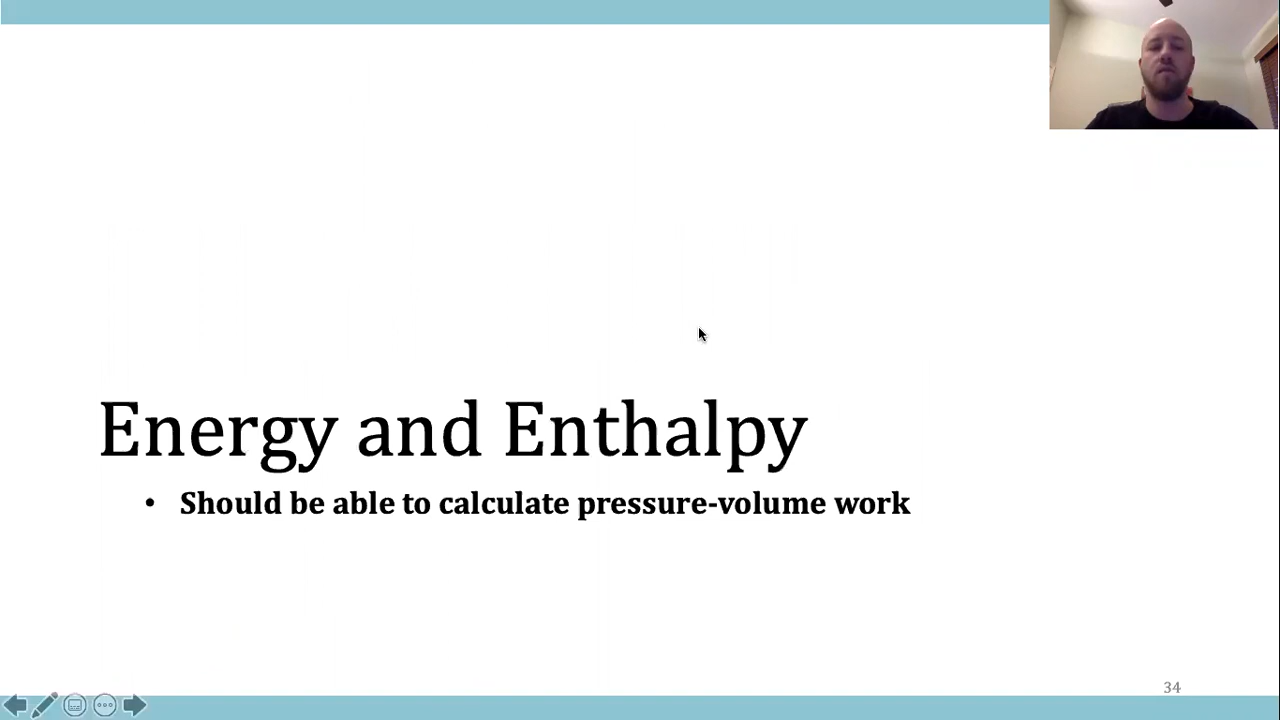 Energy and Enthalpy
• Should be able to calculate pressure-volume work
34